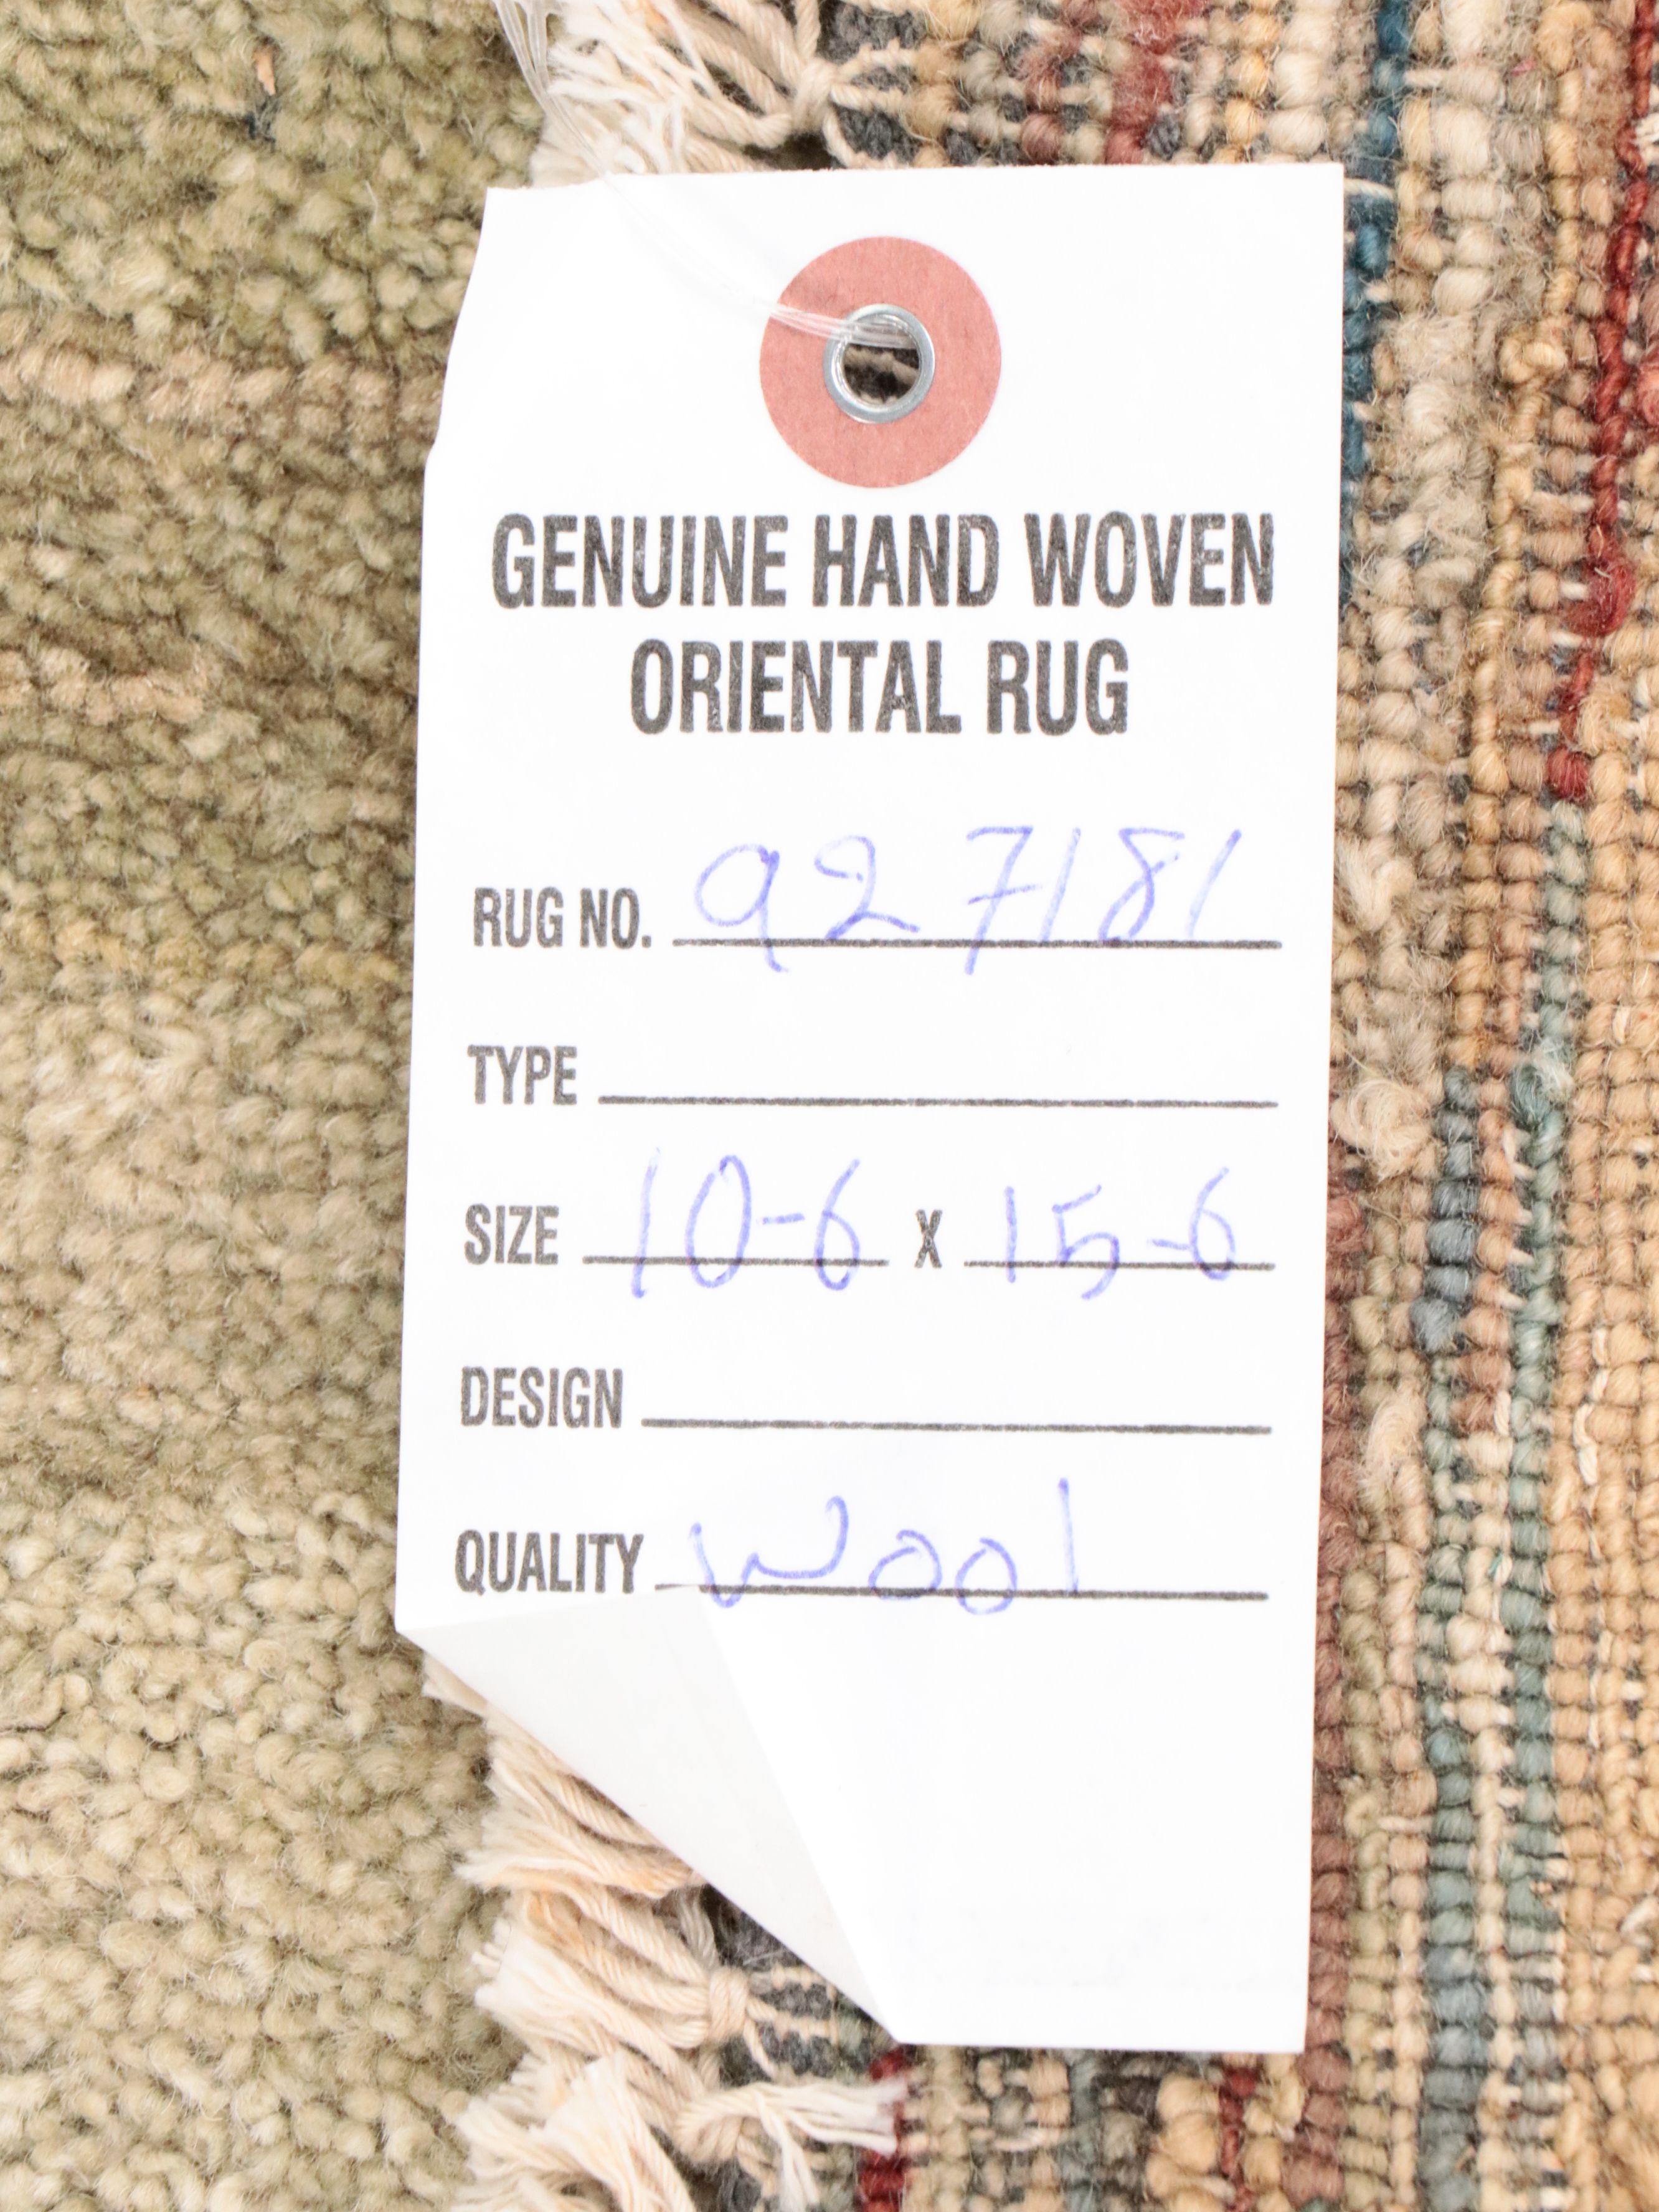 GENUINE HAND WOVEN
ORIENTAL RUG
RUG NO. 927181
TYPE
SIZE 10-6 X 15-6
DESIGN
QUALITY Wool